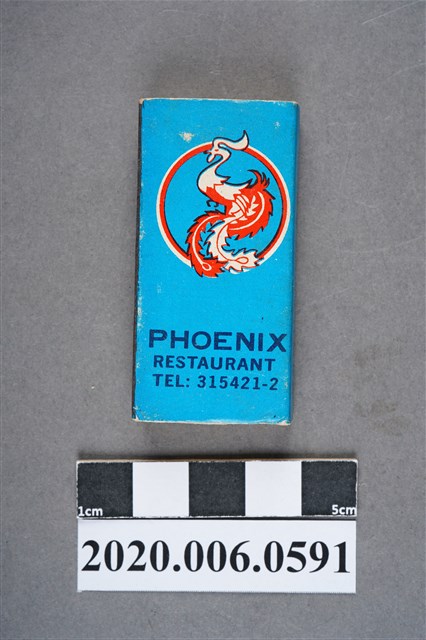 PHOENIX
RESTAURANT
TEL: 315421-2
1cm 5cm
2020.006.0591